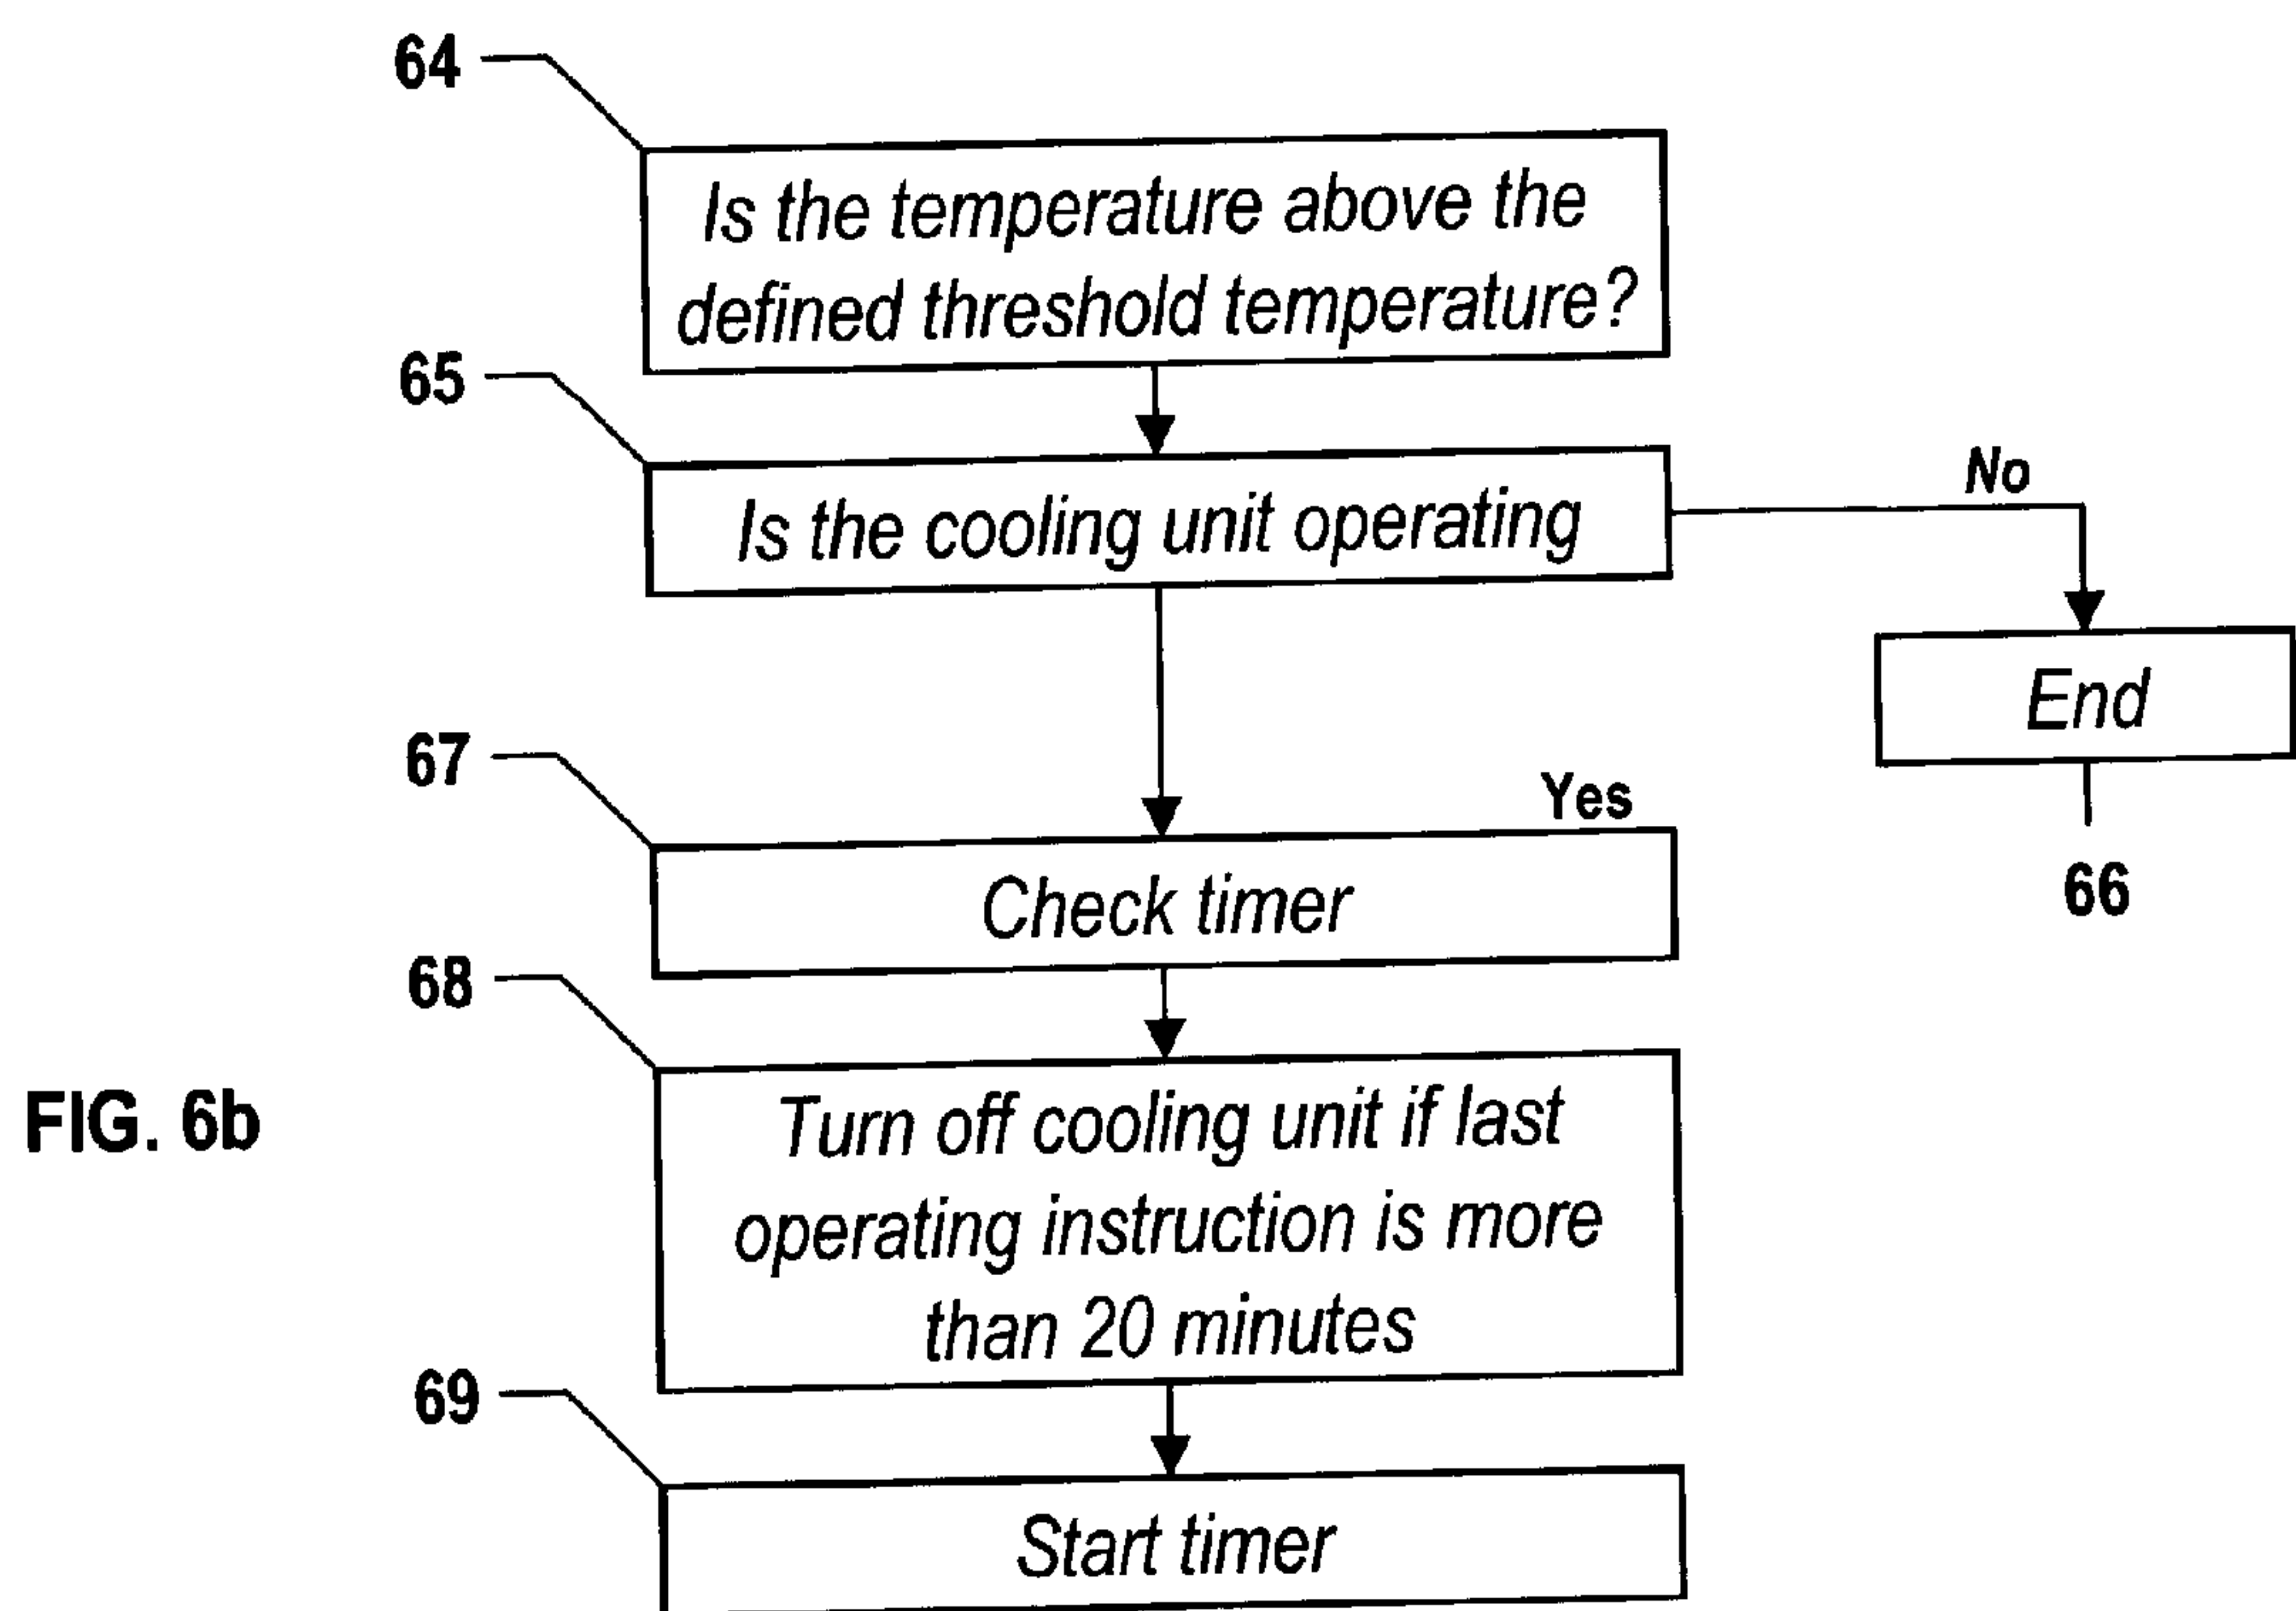 64
Is the temperature above the
defined threshold temperature?
65
Is the cooling unit operating
No
End
66
67
Yes
Check timer
68
Turn off cooling unit if last
operating instruction is more
than 20 minutes
FIG. 6b
69
Start timer